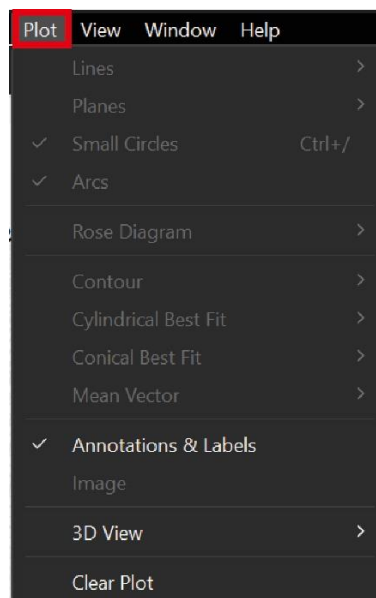 Plot View Window Help
Lines
Planes
Small Circles Ctrl+/
Arcs
Rose Diagram
Contour
Cylindrical Best Fit
Conical Best Fit
Mean Vector
Annotations & Labels
Image
3D View
Clear Plot